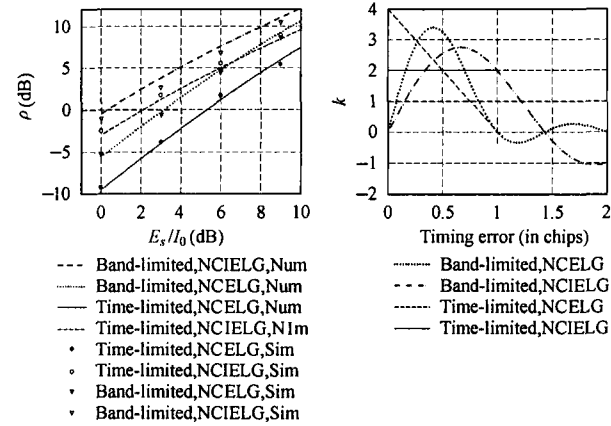 10
5
0
−5
−10
ρ (dB)
0 2 4 6 8 10
E_s/I_0 (dB)
Band-limited,NCIELG,Num
Band-limited,NCELG,Num
Time-limited,NCELG,Num
Time-limited,NCIELG,NIm
Time-limited,NCELG,Sim
Time-limited,NCIELG,Sim
Band-limited,NCELG,Sim
Band-limited,NCIELG,Sim
4
3
2
1
0
−1
−2
k
0 0.5 1 1.5 2
Timing error (in chips)
Band-limited,NCELG
Band-limited,NCIELG
Time-limited,NCELG
Time-limited,NCIELG